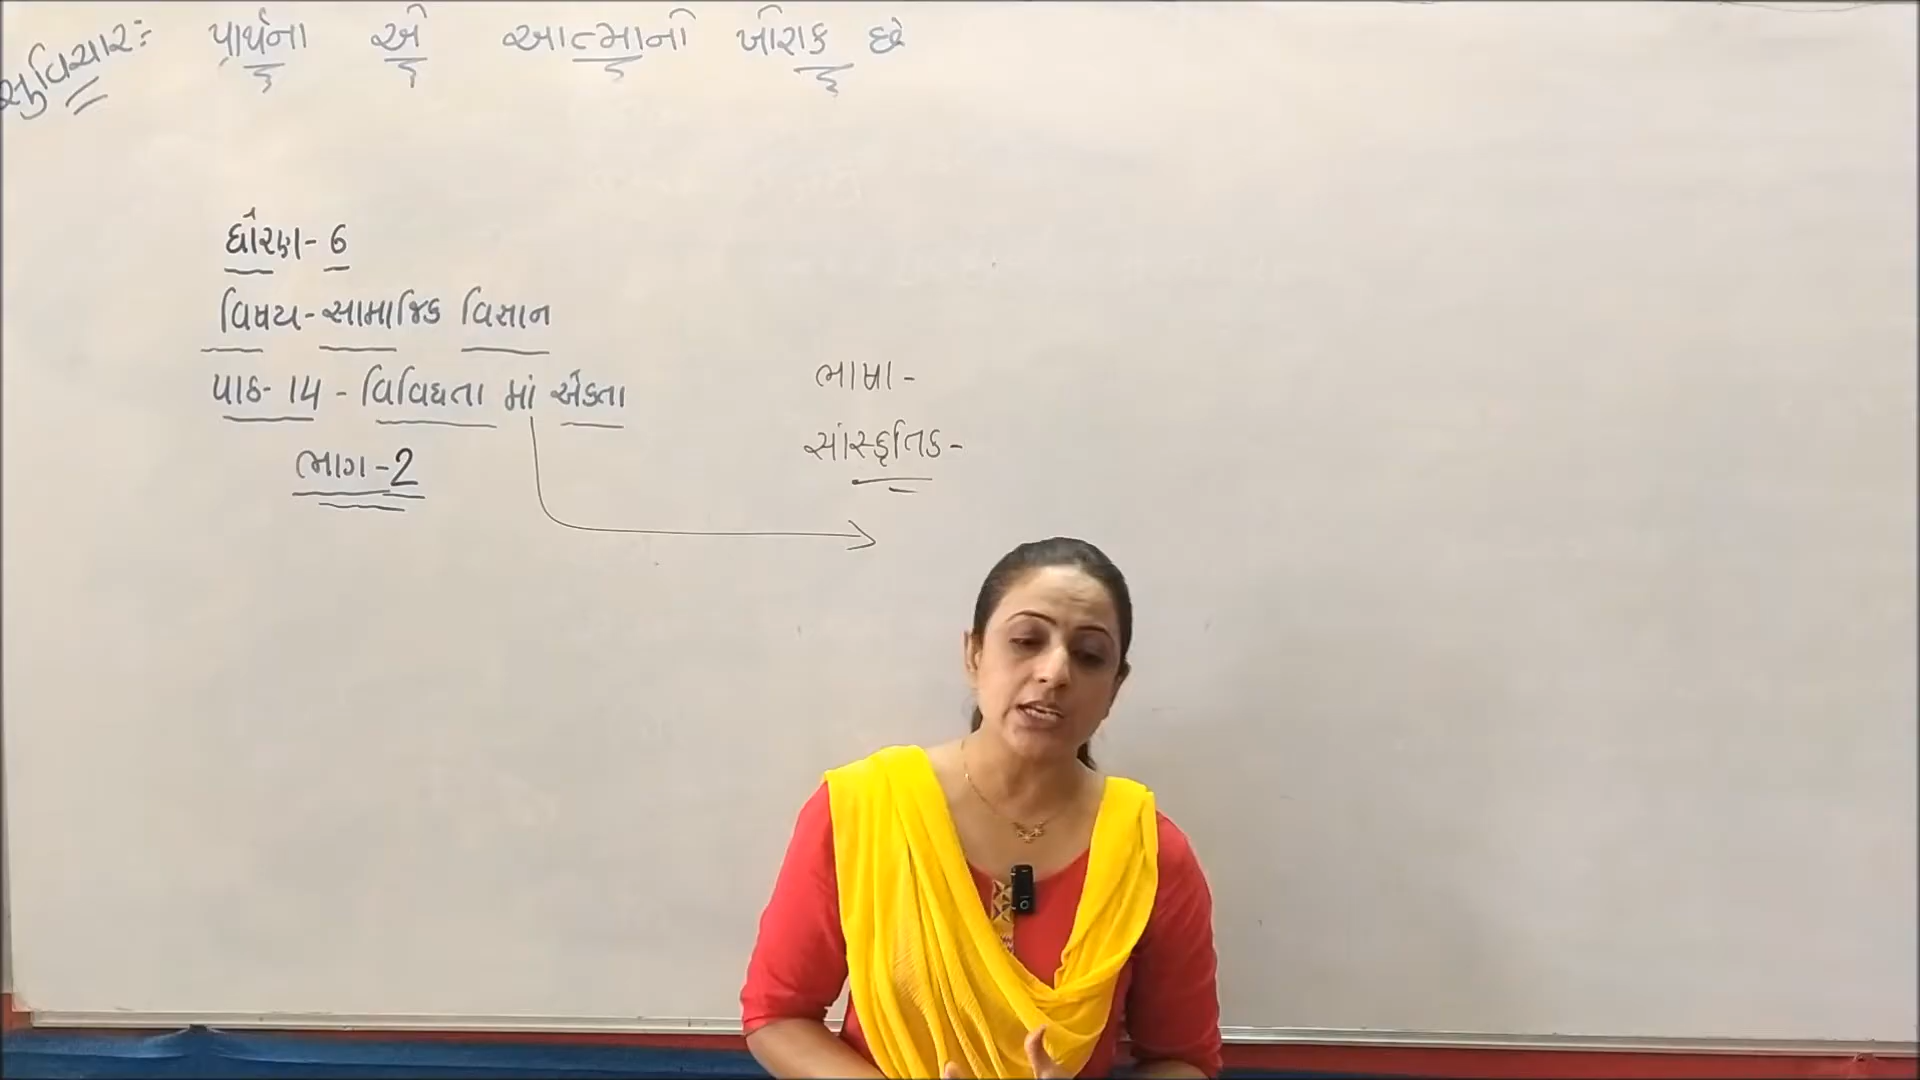 સુવિચાર:- પ્રાર્થના એ આત્માનો ખોરાક છે
ધોરણ- 6
વિષય- સામાજિક વિજ્ઞાન
પાઠ- 14 - વિવિધતા માં એકતા
ભાગ-2
ભાષા -
સાંસ્કૃતિક-